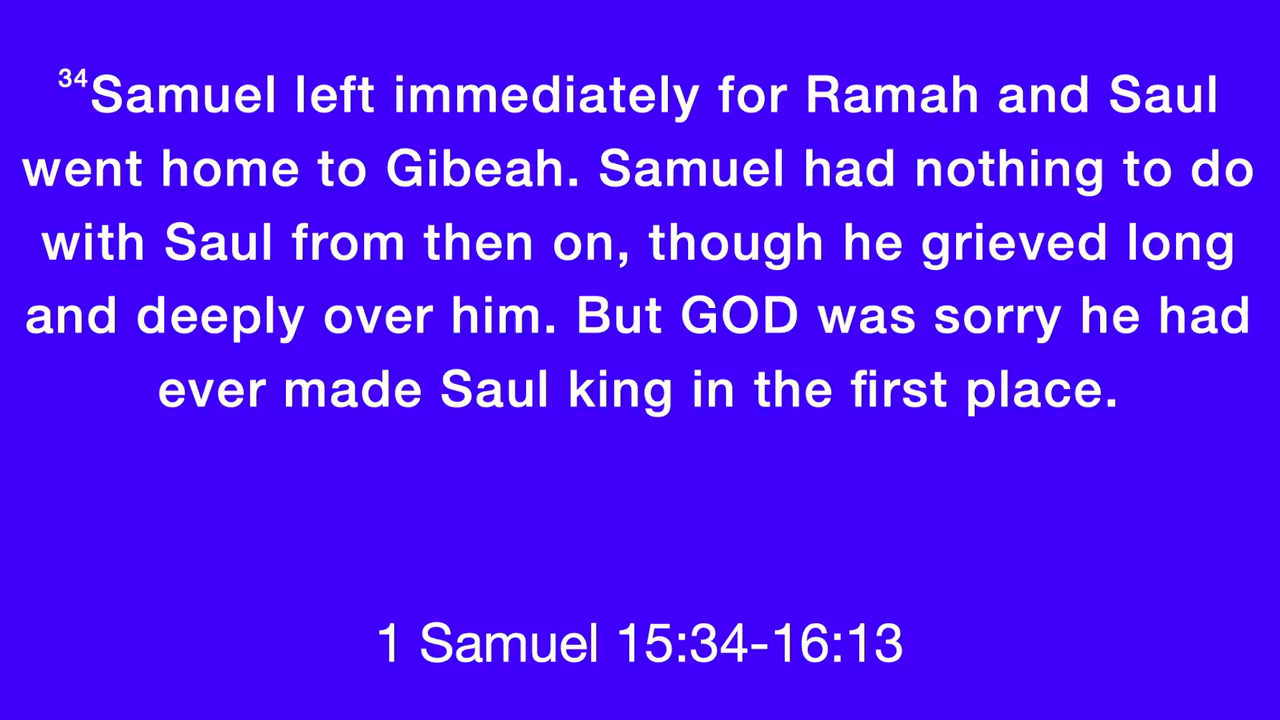 ³⁴Samuel left immediately for Ramah and Saul
went home to Gibeah. Samuel had nothing to do
with Saul from then on, though he grieved long
and deeply over him. But GOD was sorry he had
ever made Saul king in the first place.
1 Samuel 15:34-16:13